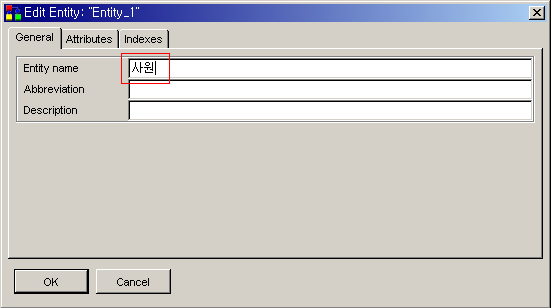 Edit Entity: "Entity_1"
General Attributes Indexes
Entity name 사원
Abbreviation
Description
OK Cancel